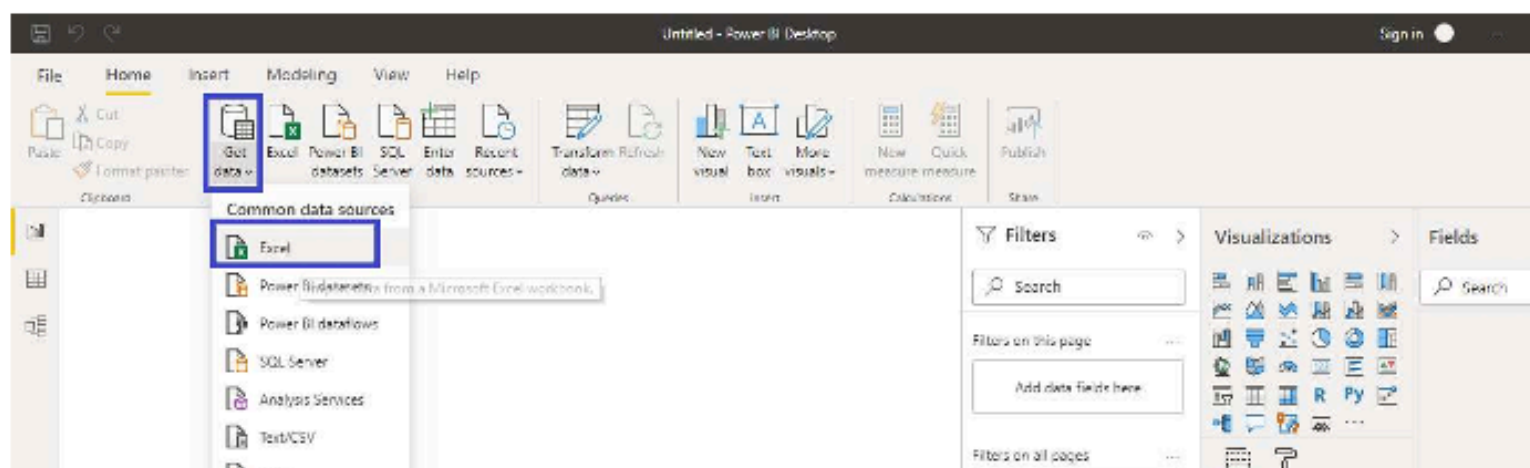 Untitled - Power BI Desktop
Sign in
File Home Insert Modeling View Help
Cut
Copy
Paste
Format painter
Get data
Excel
Power BI datasets
SQL Server
Enter data
Recent sources
Transform data
Refresh
New visual
Text box
More visuals
New measure
Quick measure
Publish
Clipboard
Queries
Insert
Calculations
Share
Common data sources
Excel
Power BI datasets
from a Microsoft Excel workbook.
Power BI dataflows
SQL Server
Analysis Services
Text/CSV
Filters
Search
Filters on this page
Add data fields here
Filters on all pages
Visualizations
R Py
Fields
Search